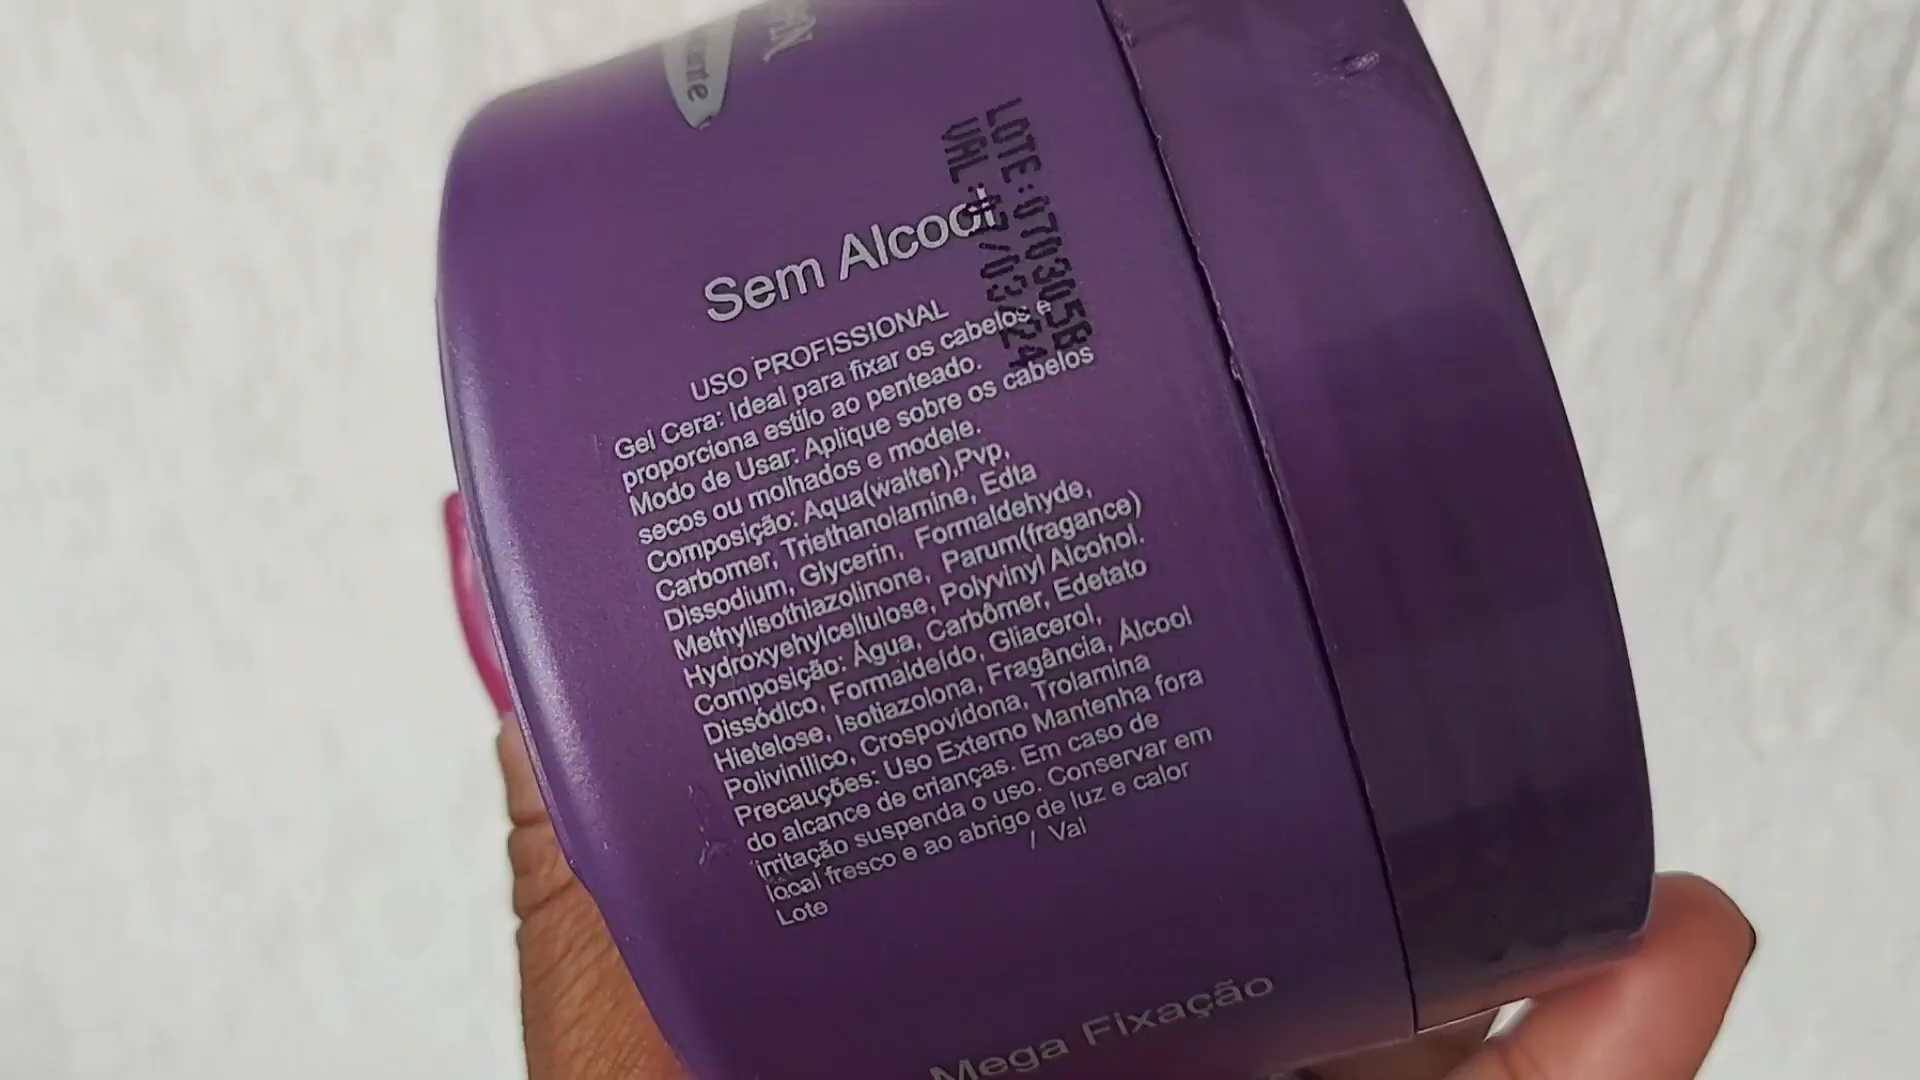 LOTE:0703056
VAL:07/03/24
Sem Alcool
USO PROFISSIONAL
Gel Cera: Ideal para fixar os cabelos e
proporciona estilo ao penteado.
Modo de Usar: Aplique sobre os cabelos
secos ou molhados e modele.
Composição: Aqua(walter),Pvp,
Carbomer, Triethanolamine, Edta
Dissodium, Glycerin, Formaldehyde,
Methylisothiazolinone, Parum(fragance)
Hydroxyehylcellulose, Polyvinyl Alcohol.
Composição: Água, Carbômer, Edetato
Dissódico, Formaldeído, Gliacerol,
Hietelose, Isotiazolona, Fragância, Álcool
Polivinílico, Crospovidona, Trolamina
Precauções: Uso Externo Mantenha fora
do alcance de crianças. Em caso de
irritação suspenda o uso. Conservar em
local fresco e ao abrigo de luz e calor
Lote / Val
Mega Fixação